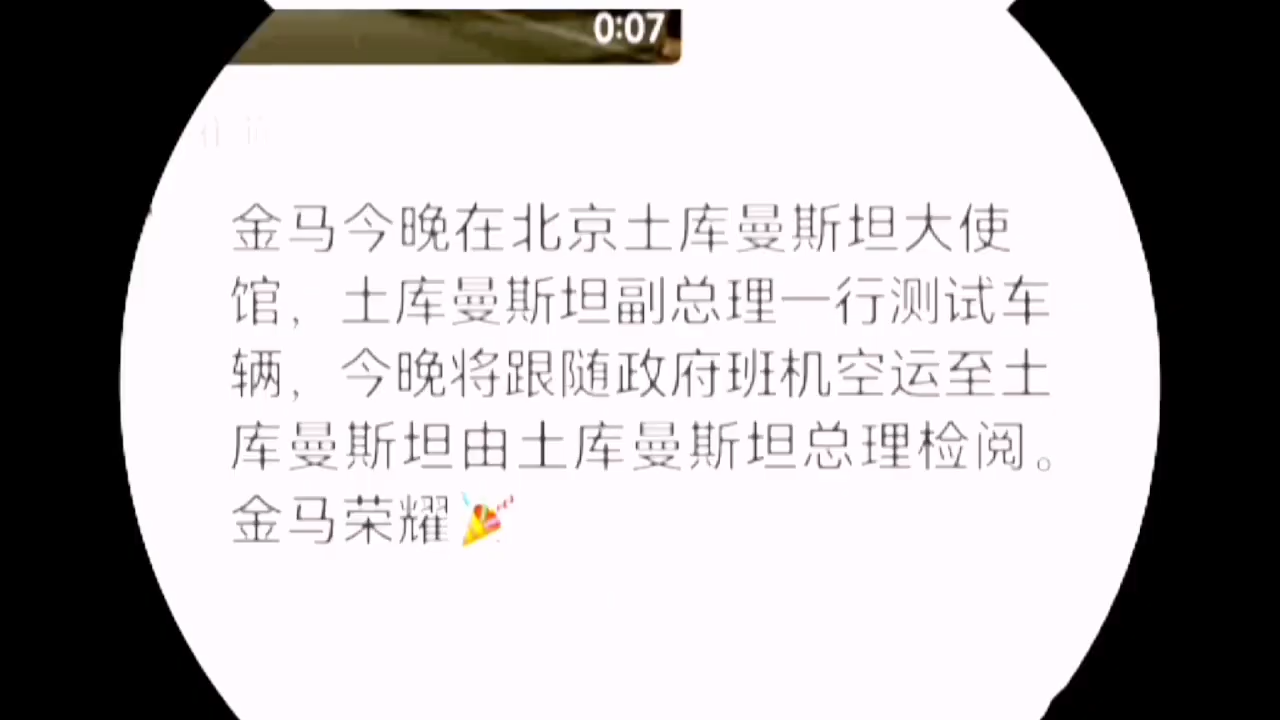 0:07
金马今晚在北京土库曼斯坦大使
馆，土库曼斯坦副总理一行测试车
辆，今晚将跟随政府班机空运至土
库曼斯坦由土库曼斯坦总理检阅。
金马荣耀🎉